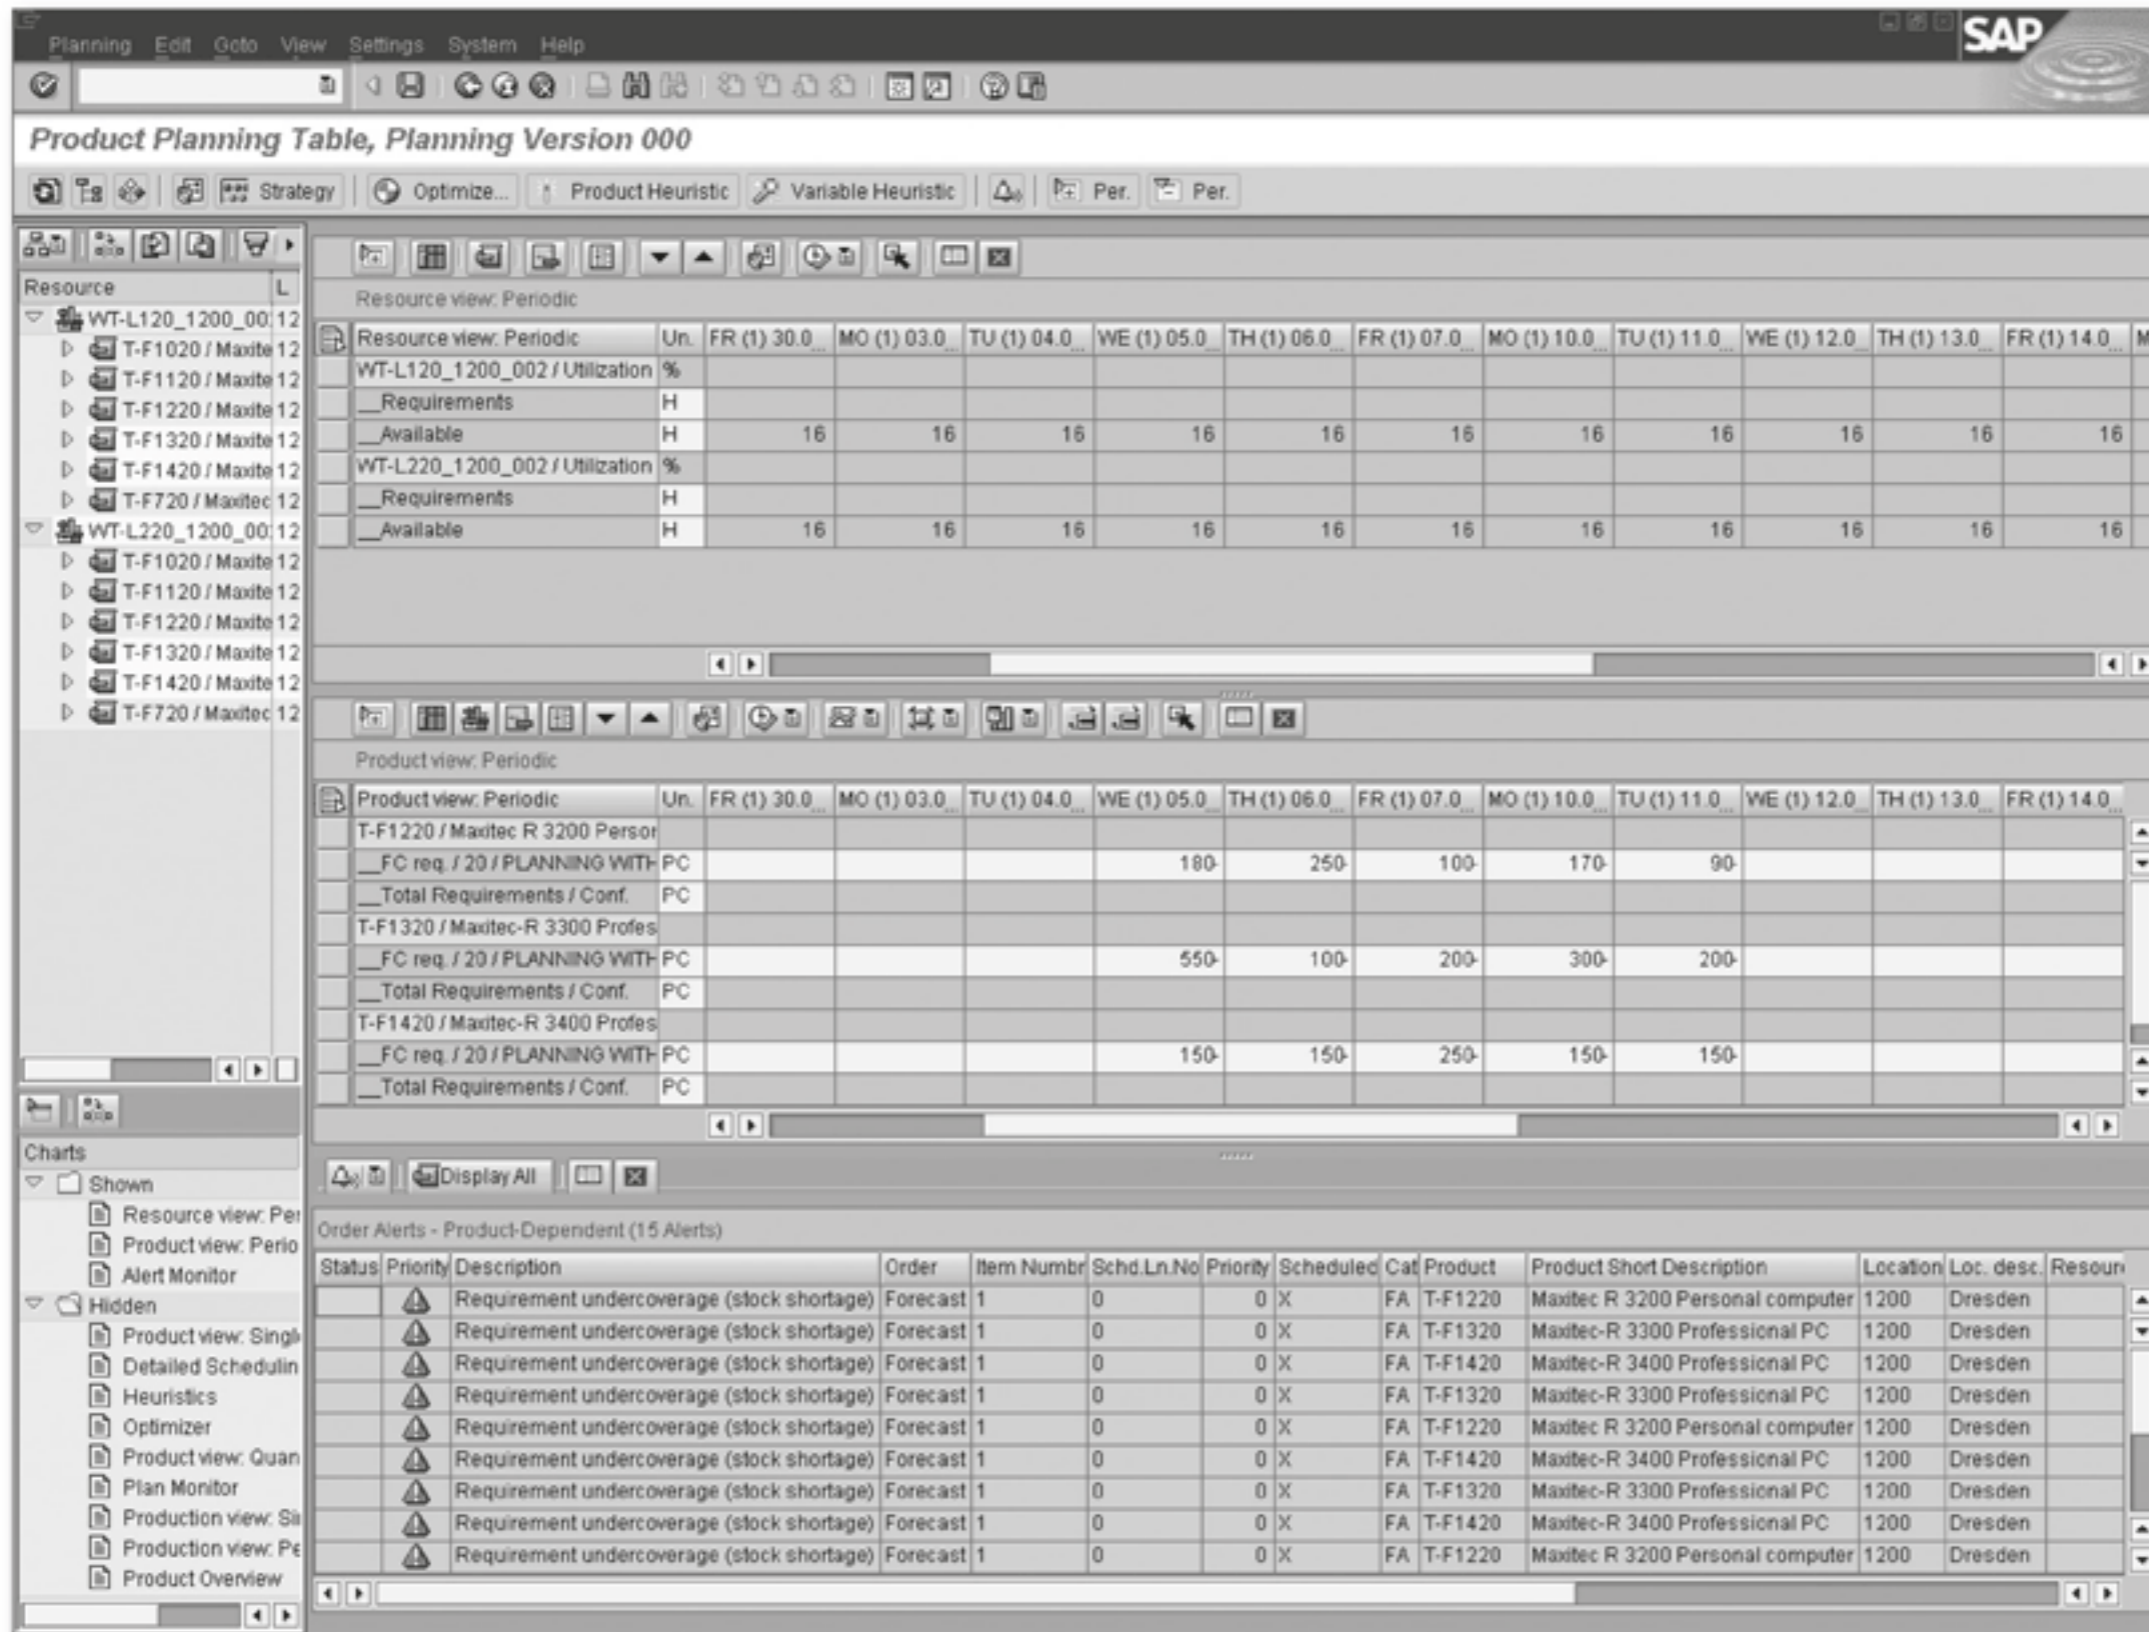 Planning Edit Goto View Settings System Help
SAP
Product Planning Table, Planning Version 000
Strategy Optimize... Product Heuristic Variable Heuristic Per. Per.
Resource L
WT-L120_1200_00: 12
T-F1020 / Maxite 12
T-F1120 / Maxite 12
T-F1220 / Maxite 12
T-F1320 / Maxite 12
T-F1420 / Maxite 12
T-F720 / Maxitec 12
WT-L220_1200_00: 12
T-F1020 / Maxite 12
T-F1120 / Maxite 12
T-F1220 / Maxite 12
T-F1320 / Maxite 12
T-F1420 / Maxite 12
T-F720 / Maxitec 12
Resource view: Periodic
Resource view: Periodic Un. FR (1) 30.0... MO (1) 03.0... TU (1) 04.0... WE (1) 05.0... TH (1) 06.0... FR (1) 07.0... MO (1) 10.0... TU (1) 11.0... WE (1) 12.0... TH (1) 13.0... FR (1) 14.0... M
WT-L120_1200_002 / Utilization %
__Requirements H
__Available H 16 16 16 16 16 16 16 16 16 16 16
WT-L220_1200_002 / Utilization %
__Requirements H
__Available H 16 16 16 16 16 16 16 16 16 16 16
Product view: Periodic
Product view: Periodic Un. FR (1) 30.0... MO (1) 03.0... TU (1) 04.0... WE (1) 05.0... TH (1) 06.0... FR (1) 07.0... MO (1) 10.0... TU (1) 11.0... WE (1) 12.0... TH (1) 13.0... FR (1) 14.0...
T-F1220 / Maxitec R 3200 Person
__FC req. / 20 / PLANNING WITH PC 180- 250- 100- 170- 90-
__Total Requirements / Conf. PC
T-F1320 / Maxitec-R 3300 Profes
__FC req. / 20 / PLANNING WITH PC 550- 100- 200- 300- 200-
__Total Requirements / Conf. PC
T-F1420 / Maxitec-R 3400 Profes
__FC req. / 20 / PLANNING WITH PC 150- 150- 250- 150- 150-
__Total Requirements / Conf. PC
Charts
Shown
Resource view: Per
Product view: Perio
Alert Monitor
Hidden
Product view: Singl
Detailed Schedulin
Heuristics
Optimizer
Product view: Quan
Plan Monitor
Production view: Si
Production view: Pe
Product Overview
Display All
Order Alerts - Product-Dependent (15 Alerts)
Status Priority Description Order Item Numbr Schd.Ln.No Priority Scheduled Cat Product Product Short Description Location Loc. desc. Resour
Requirement undercoverage (stock shortage) Forecast 1 0 0 X FA T-F1220 Maxitec R 3200 Personal computer 1200 Dresden
Requirement undercoverage (stock shortage) Forecast 1 0 0 X FA T-F1320 Maxitec-R 3300 Professional PC 1200 Dresden
Requirement undercoverage (stock shortage) Forecast 1 0 0 X FA T-F1420 Maxitec-R 3400 Professional PC 1200 Dresden
Requirement undercoverage (stock shortage) Forecast 1 0 0 X FA T-F1320 Maxitec-R 3300 Professional PC 1200 Dresden
Requirement undercoverage (stock shortage) Forecast 1 0 0 X FA T-F1220 Maxitec R 3200 Personal computer 1200 Dresden
Requirement undercoverage (stock shortage) Forecast 1 0 0 X FA T-F1420 Maxitec-R 3400 Professional PC 1200 Dresden
Requirement undercoverage (stock shortage) Forecast 1 0 0 X FA T-F1320 Maxitec-R 3300 Professional PC 1200 Dresden
Requirement undercoverage (stock shortage) Forecast 1 0 0 X FA T-F1420 Maxitec-R 3400 Professional PC 1200 Dresden
Requirement undercoverage (stock shortage) Forecast 1 0 0 X FA T-F1220 Maxitec R 3200 Personal computer 1200 Dresden